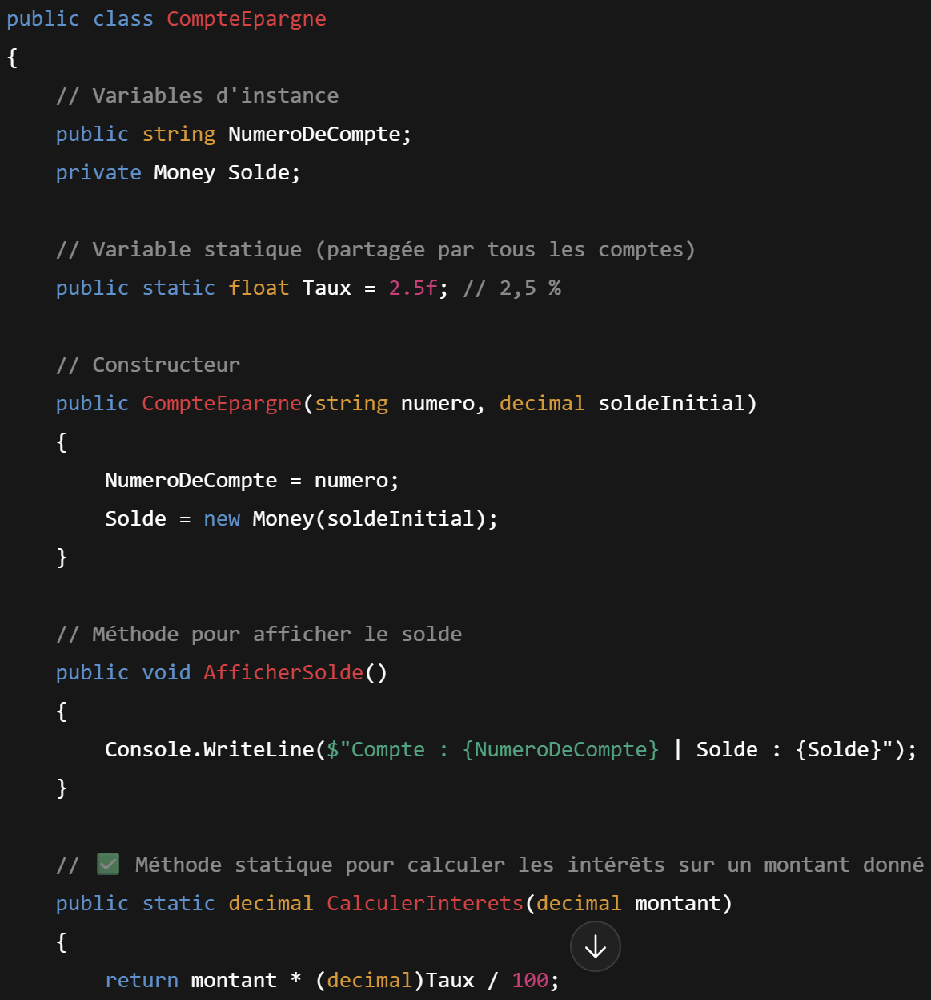 public class CompteEpargne
{
// Variables d'instance
public string NumeroDeCompte;
private Money Solde;
// Variable statique (partagée par tous les comptes)
public static float Taux = 2.5f; // 2,5 %
// Constructeur
public CompteEpargne(string numero, decimal soldeInitial)
{
NumeroDeCompte = numero;
Solde = new Money(soldeInitial);
}
// Méthode pour afficher le solde
public void AfficherSolde()
{
Console.WriteLine($"Compte : {NumeroDeCompte} | Solde : {Solde}");
}
// ✅ Méthode statique pour calculer les intérêts sur un montant donné
public static decimal CalculerInterets(decimal montant)
{
return montant * (decimal)Taux / 100;